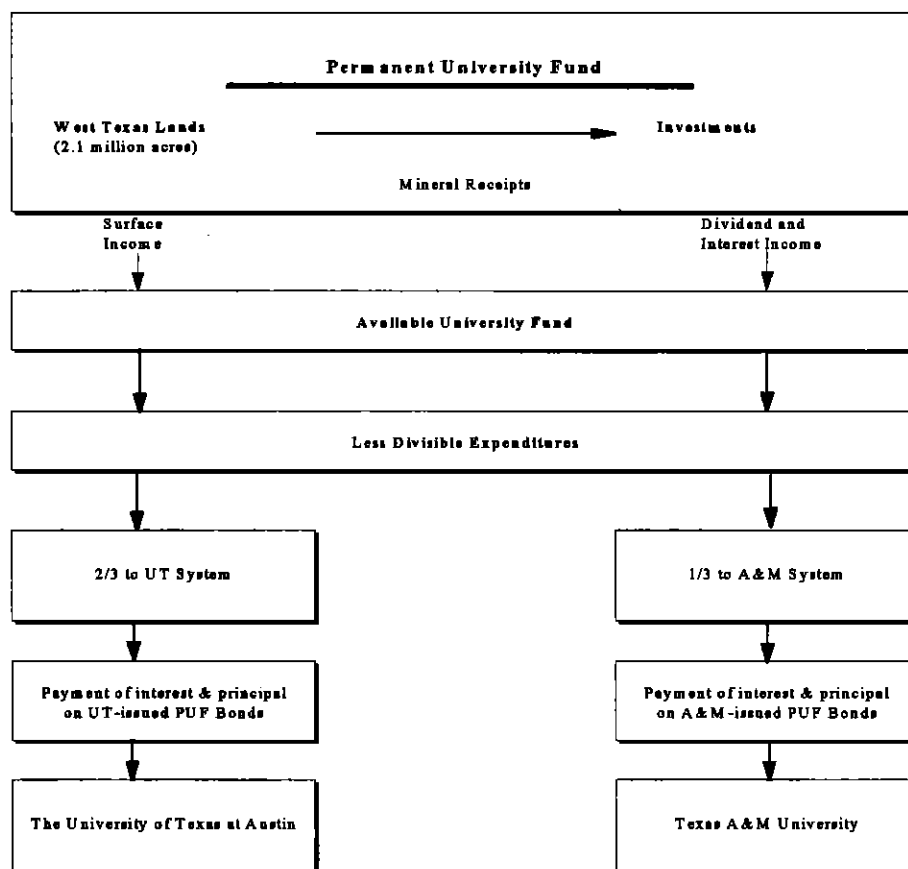 Permanent University Fund
West Texas Lands
(2.1 million acres)
Investments
Mineral Receipts
Surface
Income
Dividend and
Interest Income
Available University Fund
Less Divisible Expenditures
2/3 to UT System
1/3 to A&M System
Payment of interest & principal
on UT-issued PUF Bonds
Payment of interest & principal
on A&M-issued PUF Bonds
The University of Texas at Austin
Texas A&M University